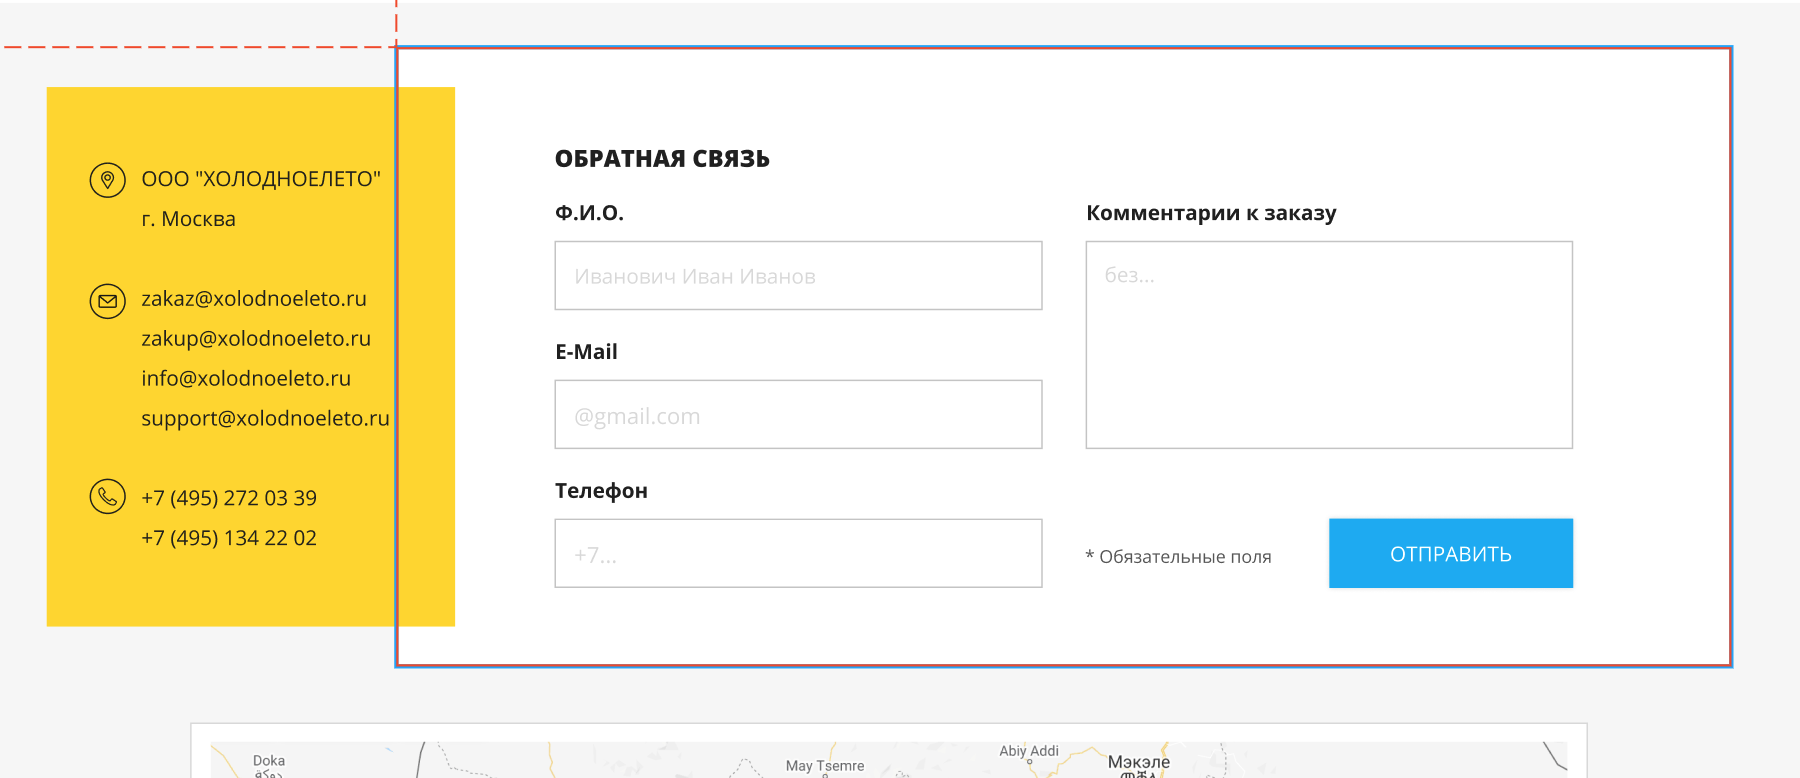 ООО "ХОЛОДНОЕЛЕТО"
г. Москва
zakaz@xolodnoeleto.ru
zakup@xolodnoeleto.ru
info@xolodnoeleto.ru
support@xolodnoeleto.ru
+7 (495) 272 03 39
+7 (495) 134 22 02
ОБРАТНАЯ СВЯЗЬ
Ф.И.О.
Иванович Иван Иванов
E-Mail
@gmail.com
Телефон
+7...
Комментарии к заказу
без...
* Обязательные поля
ОТПРАВИТЬ
Doka
May Tsemre
Abiy Addi
Мэкэле